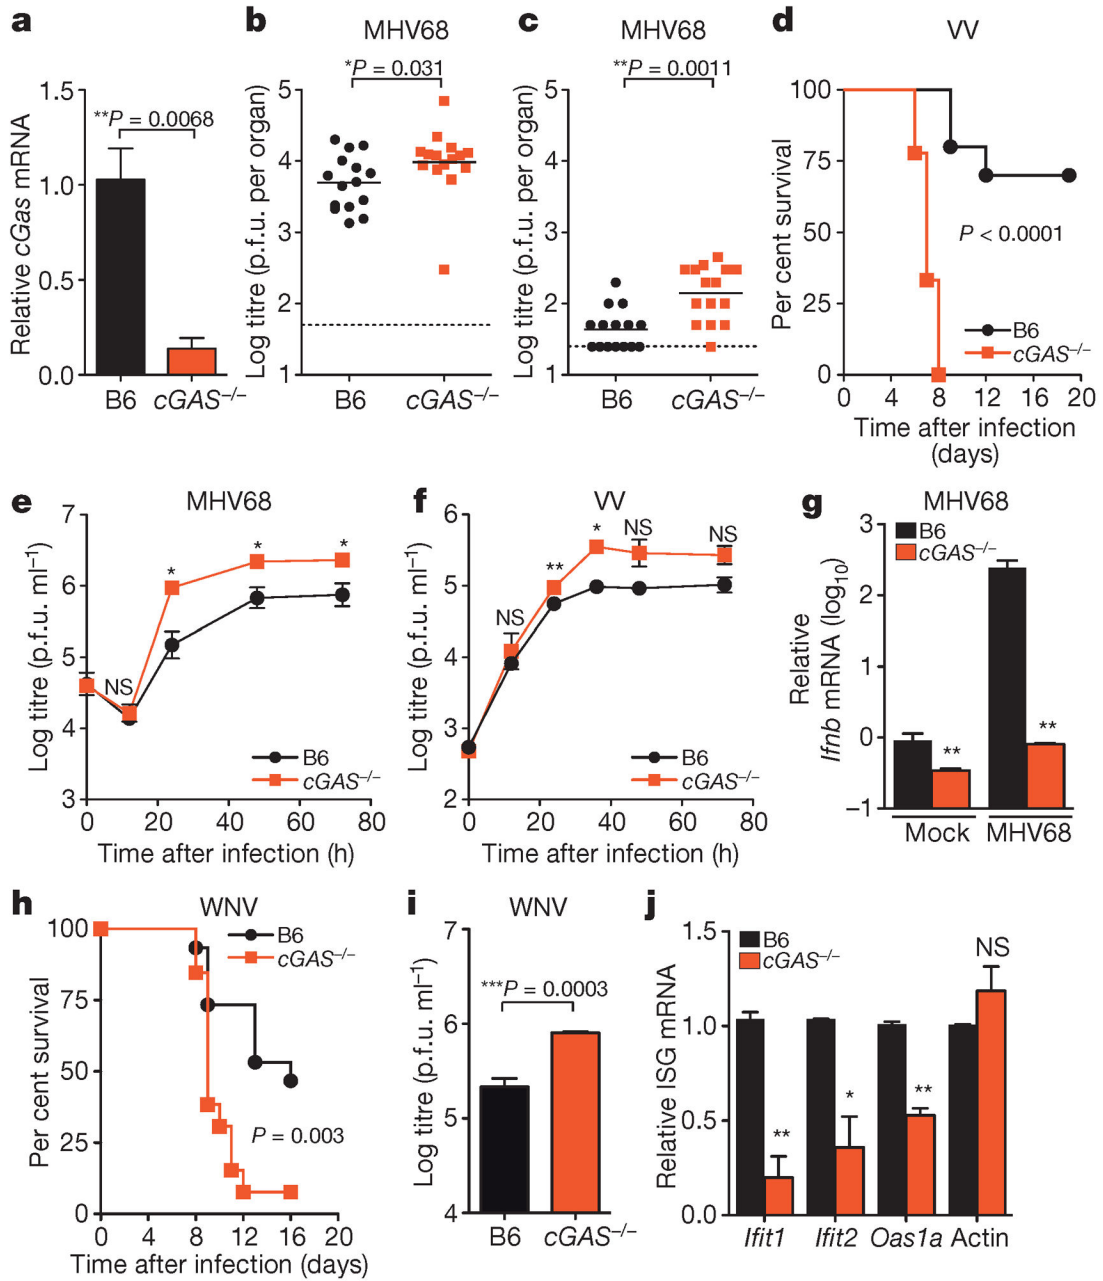 a
Relative cGas mRNA
1.5
1.0
0.5
0.0
**P = 0.0068
B6
cGAS–/–
b
MHV68
*P = 0.031
Log titre (p.f.u. per organ)
5
4
3
2
1
B6
cGAS–/–
c
MHV68
**P = 0.0011
Log titre (p.f.u. per organ)
5
4
3
2
1
B6
cGAS–/–
d
VV
Per cent survival
100
75
50
25
0
P < 0.0001
B6
cGAS–/–
0 4 8 12 16 20
Time after infection
(days)
e
MHV68
Log titre (p.f.u. ml–1)
7
6
5
4
3
NS
*
*
*
B6
cGAS–/–
0 20 40 60 80
Time after infection (h)
f
VV
Log titre (p.f.u. ml–1)
6
5
4
3
2
NS
**
*
NS
NS
B6
cGAS–/–
0 20 40 60 80
Time after infection (h)
g
MHV68
Relative
Ifnb mRNA (log10)
3
2
1
0
–1
B6
cGAS–/–
**
**
Mock
MHV68
h
WNV
Per cent survival
100
75
50
25
0
B6
cGAS–/–
P = 0.003
0 4 8 12 16 20
Time after infection (days)
i
WNV
Log titre (p.f.u. ml–1)
7
6
5
4
***P = 0.0003
B6
cGAS–/–
j
Relative ISG mRNA
1.5
1.0
0.5
0.0
B6
cGAS–/–
**
*
**
NS
Ifit1 Ifit2 Oas1a Actin